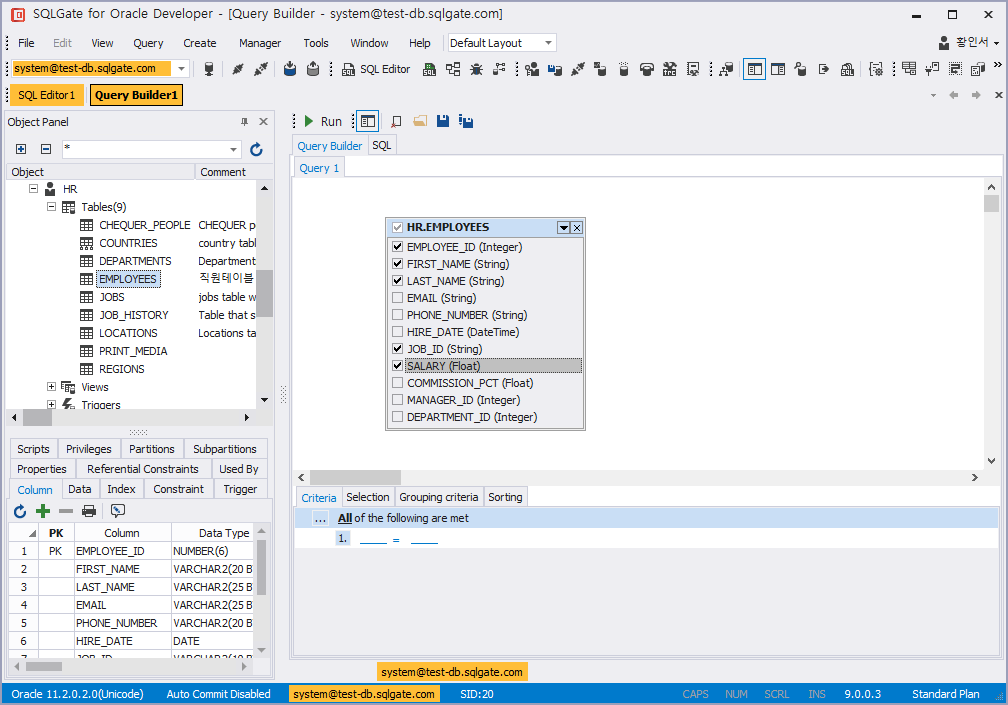 SQLGate for Oracle Developer - [Query Builder - system@test-db.sqlgate.com]
File Edit View Query Create Manager Tools Window Help Default Layout 황인서
system@test-db.sqlgate.com SQL Editor
SQL Editor1 Query Builder1
Object Panel
*
Object Comment
HR
Tables(9)
CHEQUER_PEOPLE CHEQUER p
COUNTRIES country tabl
DEPARTMENTS Department
EMPLOYEES 직원테이블
JOBS jobs table w
JOB_HISTORY Table that s
LOCATIONS Locations ta
PRINT_MEDIA
REGIONS
Views
Triggers
Scripts Privileges Partitions Subpartitions
Properties Referential Constraints Used By
Column Data Index Constraint Trigger
PK Column Data Type
1 PK EMPLOYEE_ID NUMBER(6)
2 FIRST_NAME VARCHAR2(20 B
3 LAST_NAME VARCHAR2(25 B
4 EMAIL VARCHAR2(25 B
5 PHONE_NUMBER VARCHAR2(20 B
6 HIRE_DATE DATE
7 JOB_ID VARCHAR2(10 B
Run
Query Builder SQL
Query 1
HR.EMPLOYEES
EMPLOYEE_ID (Integer)
FIRST_NAME (String)
LAST_NAME (String)
EMAIL (String)
PHONE_NUMBER (String)
HIRE_DATE (DateTime)
JOB_ID (String)
SALARY (Float)
COMMISSION_PCT (Float)
MANAGER_ID (Integer)
DEPARTMENT_ID (Integer)
Criteria Selection Grouping criteria Sorting
... All of the following are met
1. _____ = _____
system@test-db.sqlgate.com
Oracle 11.2.0.2.0(Unicode) Auto Commit Disabled system@test-db.sqlgate.com SID:20 CAPS NUM SCRL INS 9.0.0.3 Standard Plan